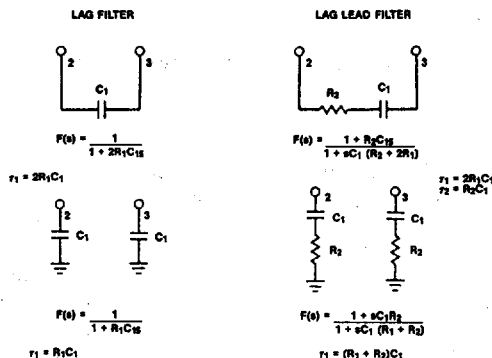 LAG FILTER
2
3
C₁
F(s) = 1 / 1 + 2R₁C₁s
τ₁ = 2R₁C₁
2
3
C₁
C₁
F(s) = 1 / 1 + R₁C₁s
τ₁ = R₁C₁
LAG LEAD FILTER
2
3
R₂
C₁
F(s) = 1 + R₂C₁s / 1 + sC₁ (R₂ + 2R₁)
τ₁ = 2R₁C₁
τ₂ = R₂C₁
2
3
C₁
C₁
R₂
R₂
F(s) = 1 + sC₁R₂ / 1 + sC₁ (R₁ + R₂)
τ₁ = (R₁ + R₂)C₁